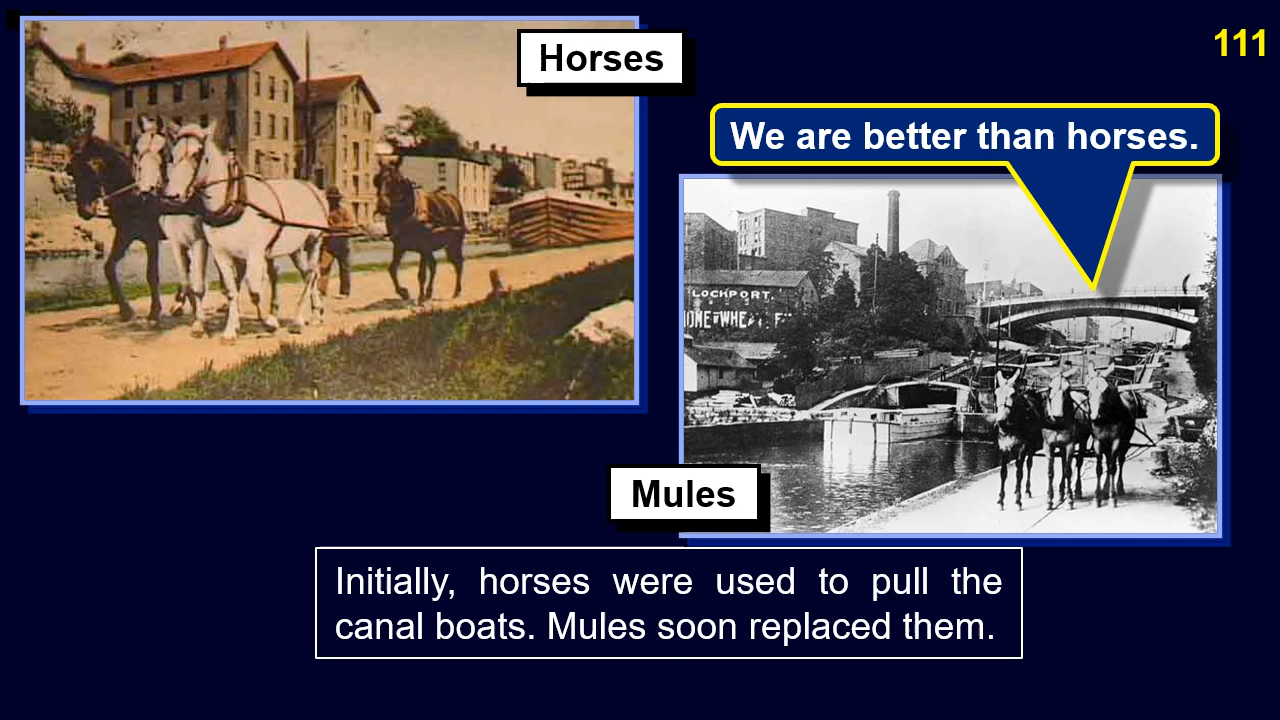 Horses
111
We are better than horses.
LOCKPORT.
Mules
Initially, horses were used to pull the
canal boats. Mules soon replaced them.